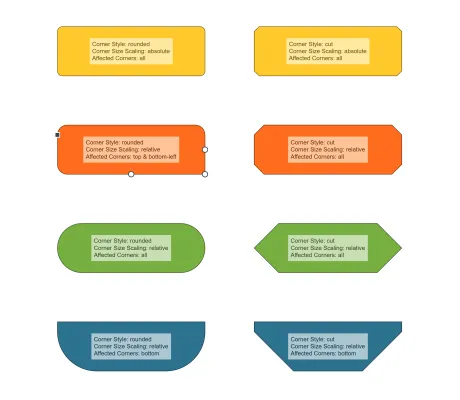 Corner Style: rounded
Corner Size Scaling: absolute
Affected Corners: all
Corner Style: cut
Corner Size Scaling: absolute
Affected Corners: all
Corner Style: rounded
Corner Size Scaling: relative
Affected Corners: top & bottom-left
Corner Style: cut
Corner Size Scaling: relative
Affected Corners: all
Corner Style: rounded
Corner Size Scaling: relative
Affected Corners: all
Corner Style: cut
Corner Size Scaling: relative
Affected Corners: all
Corner Style: rounded
Corner Size Scaling: relative
Affected Corners: bottom
Corner Style: cut
Corner Size Scaling: relative
Affected Corners: bottom